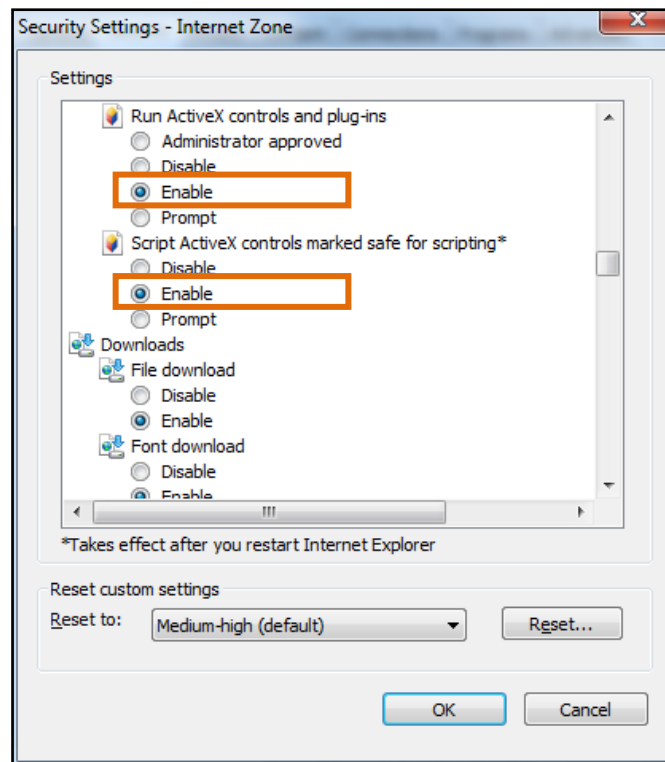 Security Settings - Internet Zone
Settings
Run ActiveX controls and plug-ins
Administrator approved
Disable
Enable
Prompt
Script ActiveX controls marked safe for scripting*
Disable
Enable
Prompt
Downloads
File download
Disable
Enable
Font download
Disable
Enable
*Takes effect after you restart Internet Explorer
Reset custom settings
Reset to:
Medium-high (default)
Reset...
OK
Cancel